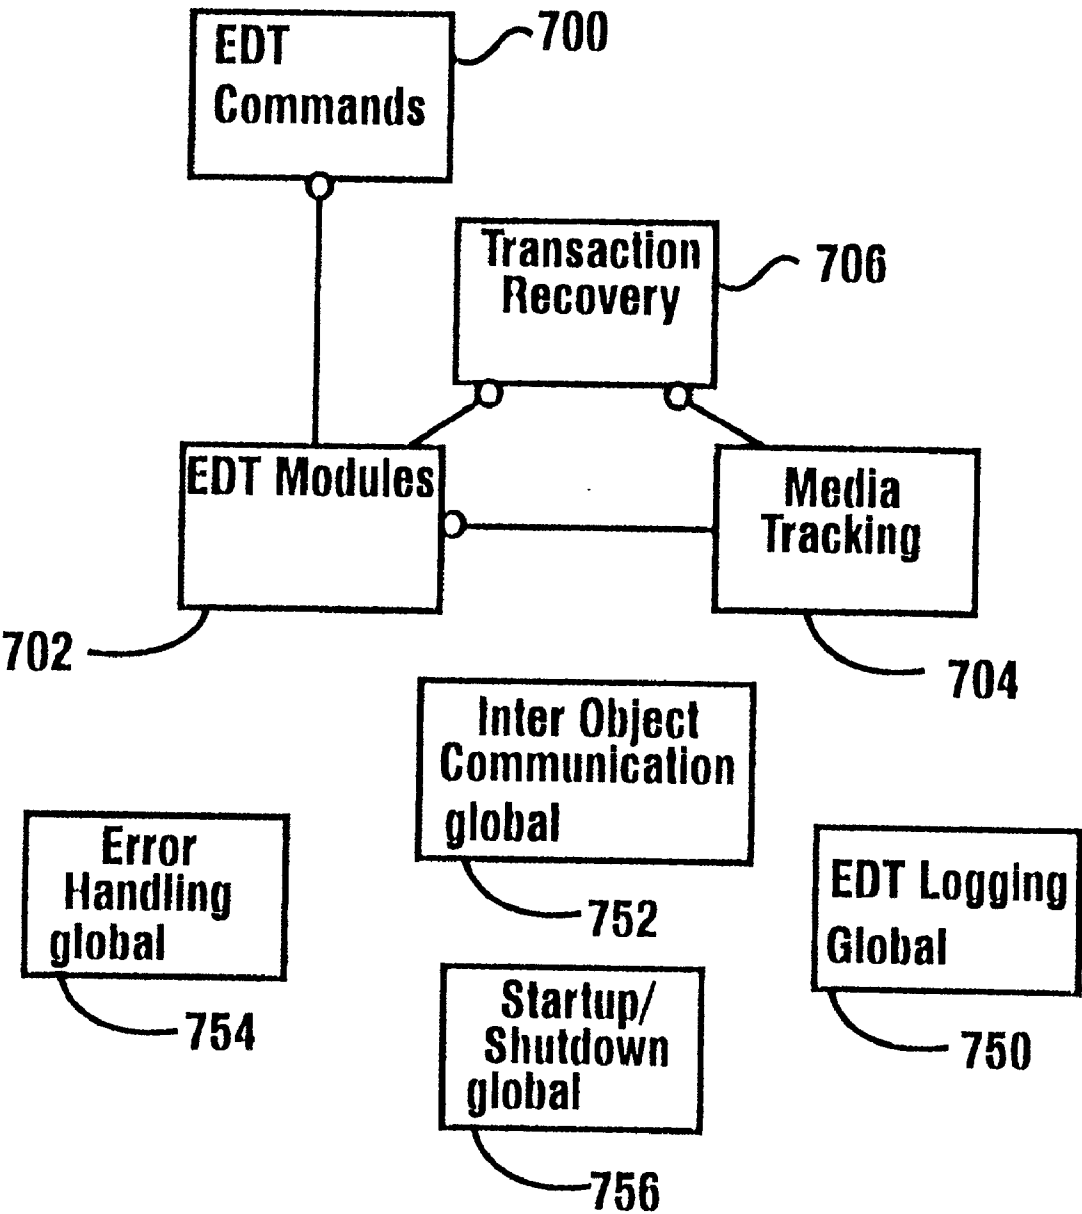 EDT
Commands
700
Transaction
Recovery
706
EDT Modules
702
Media
Tracking
704
Inter Object
Communication
global
752
Error
Handling
global
754
EDT Logging
Global
750
Startup/
Shutdown
global
756